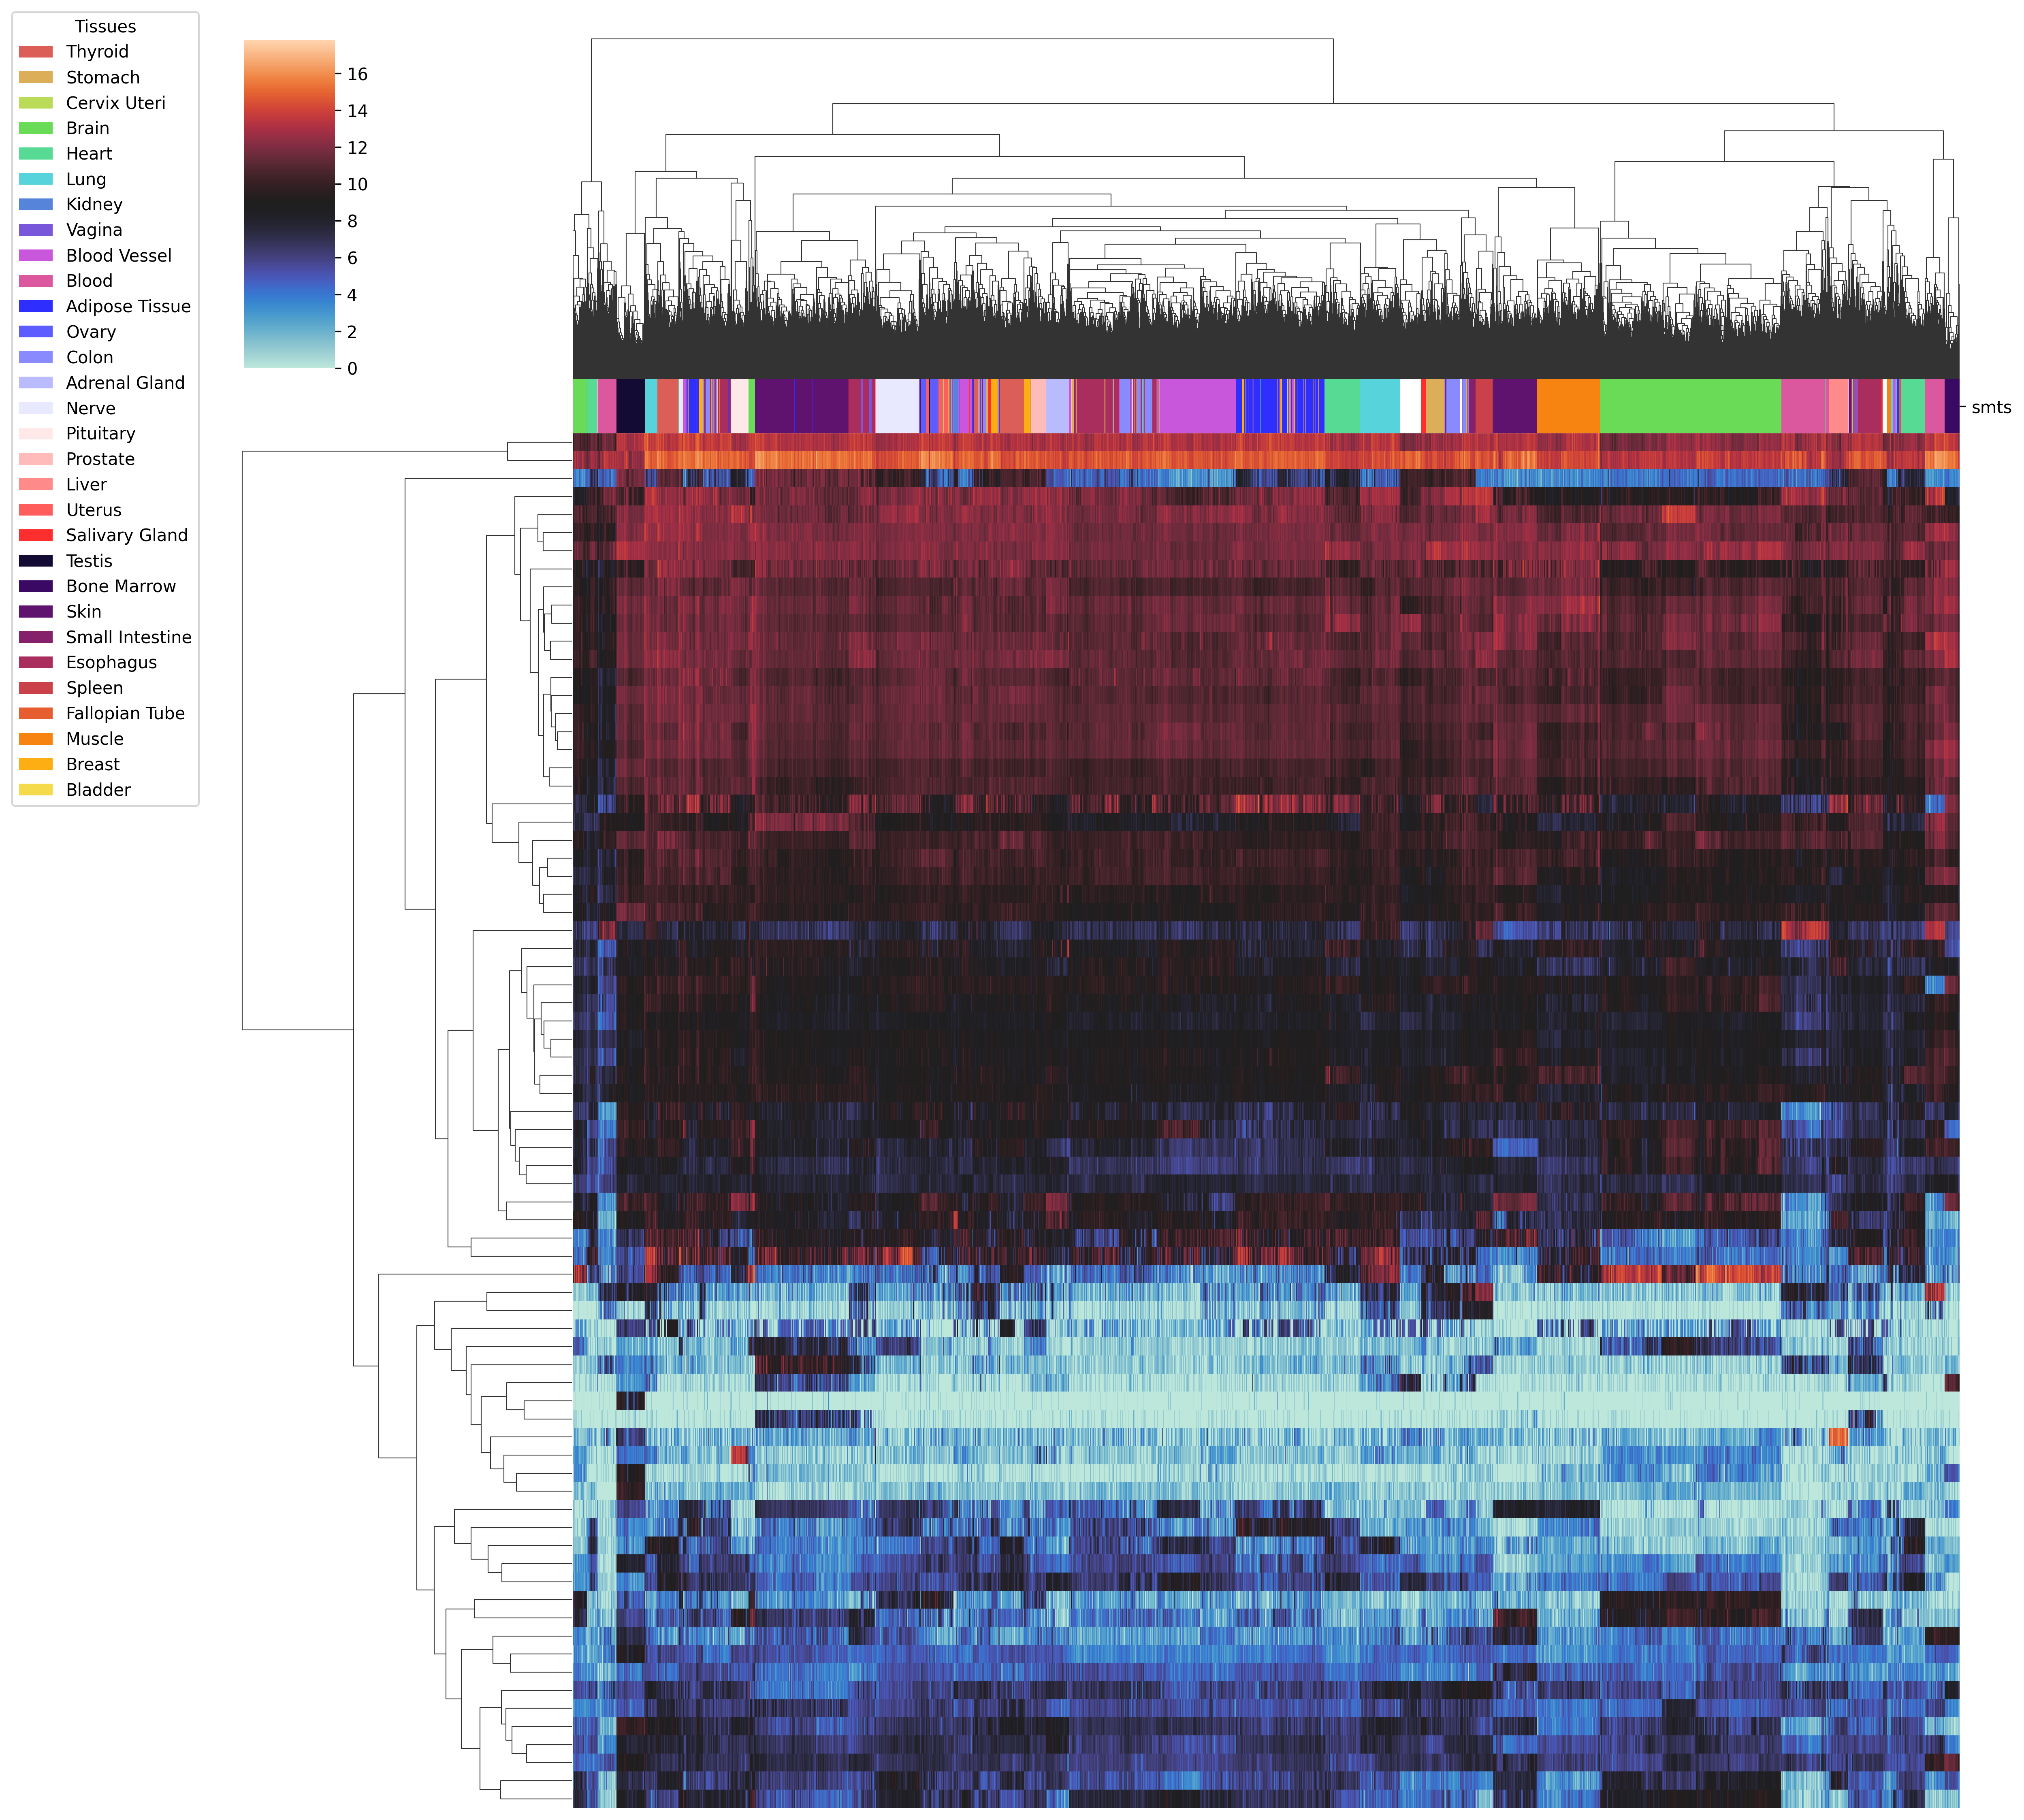 Tissues
Thyroid
Stomach
Cervix Uteri
Brain
Heart
Lung
Kidney
Vagina
Blood Vessel
Blood
Adipose Tissue
Ovary
Colon
Adrenal Gland
Nerve
Pituitary
Prostate
Liver
Uterus
Salivary Gland
Testis
Bone Marrow
Skin
Small Intestine
Esophagus
Spleen
Fallopian Tube
Muscle
Breast
Bladder
16
14
12
10
8
6
4
2
0
smts